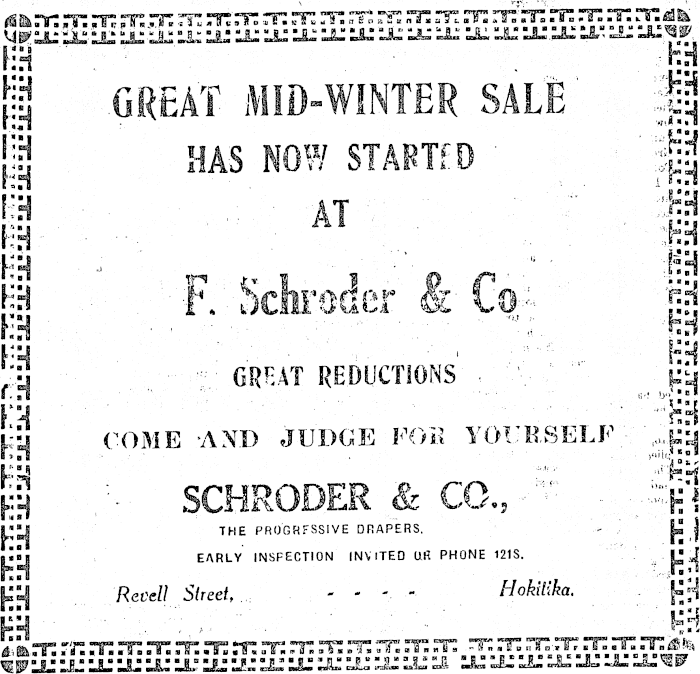 GREAT MID-WINTER SALE
HAS NOW STARTED
AT
F. Schroder & Co
GREAT REDUCTIONS
COME AND JUDGE FOR YOURSELF
SCHRODER & CO.,
THE PROGRESSIVE DRAPERS.
EARLY INSPECTION INVITED OR PHONE 121S.
Revell Street, - - - - Hokitika.